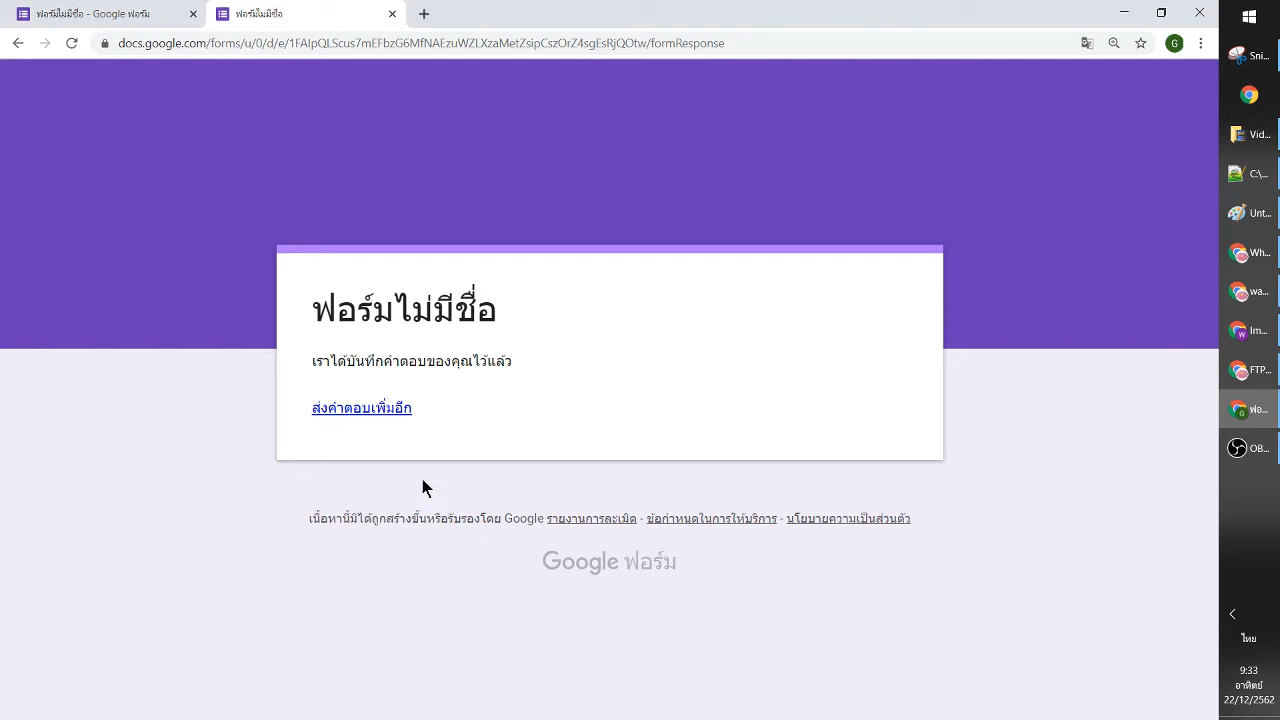 ฟอร์มไม่มีชื่อ - Google ฟอร์ม
ฟอร์มไม่มีชื่อ
docs.google.com/forms/u/0/d/e/1FAIpQLScus7mEFbzG6MfNAEzuWZLXzaMetZsipCszOrZ4sgEsRjQOtw/formResponse
G
ฟอร์มไม่มีชื่อ
เราได้บันทึกคำตอบของคุณไว้แล้ว
ส่งคำตอบเพิ่มอีก
เนื้อหานี้มิได้ถูกสร้างขึ้นหรือรับรองโดย Google รายงานการละเมิด - ข้อกำหนดในการให้บริการ - นโยบายความเป็นส่วนตัว
Google ฟอร์ม
Sni...
Vid...
C:\...
Unt...
Wh...
wa...
Im...
FTP...
ฟอ...
OB...
ไทย
9:33
อาทิตย์
22/12/2562